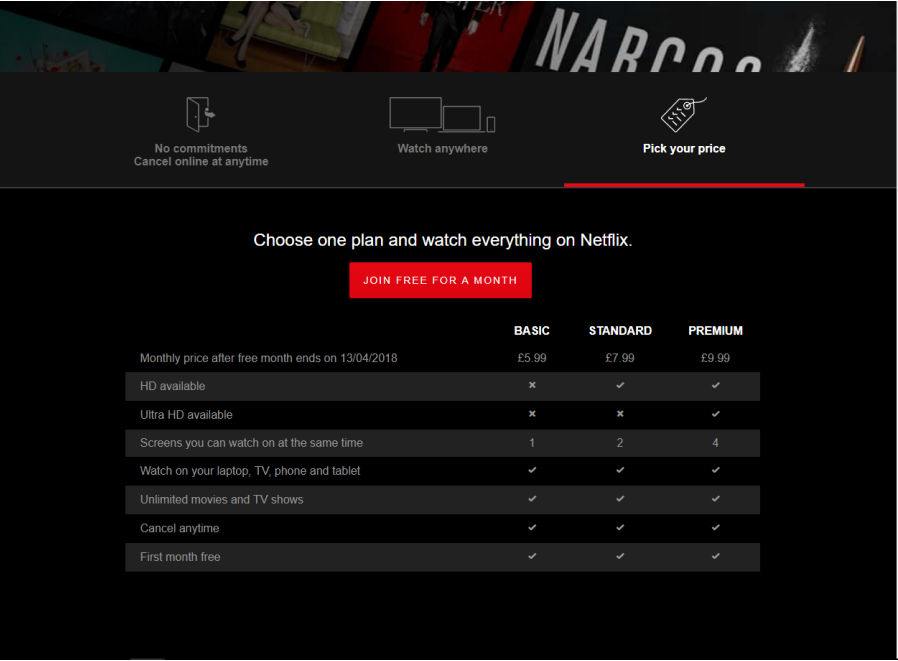 NARCOS
No commitments
Cancel online at anytime
Watch anywhere
Pick your price
Choose one plan and watch everything on Netflix.
JOIN FREE FOR A MONTH
BASIC STANDARD PREMIUM
Monthly price after free month ends on 13/04/2018 £5.99 £7.99 £9.99
HD available ✖ ✔ ✔
Ultra HD available ✖ ✖ ✔
Screens you can watch on at the same time 1 2 4
Watch on your laptop, TV, phone and tablet ✔ ✔ ✔
Unlimited movies and TV shows ✔ ✔ ✔
Cancel anytime ✔ ✔ ✔
First month free ✔ ✔ ✔